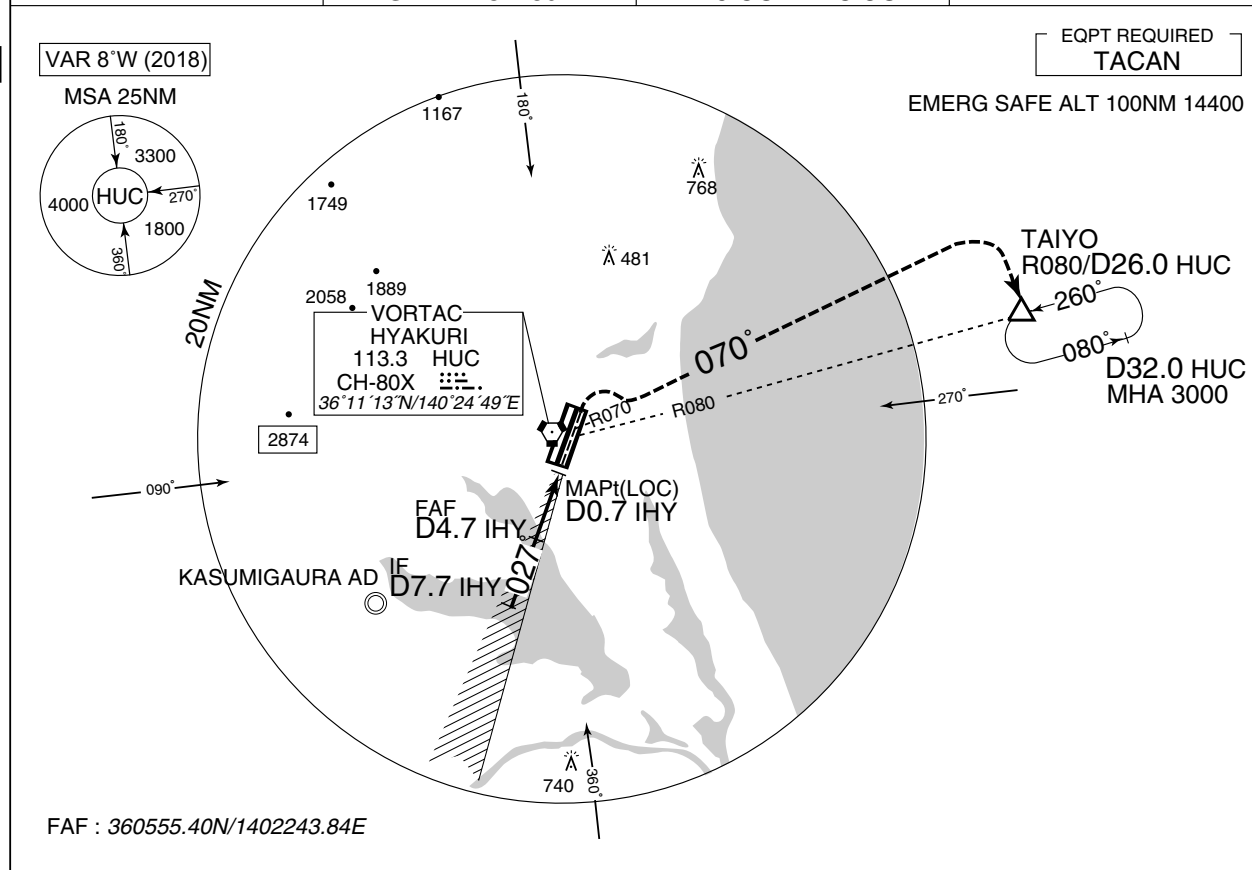 VAR 8°W (2018)
MSA 25NM
180°
3300
4000
HUC
270°
1800
360°
EQPT REQUIRED
TACAN
EMERG SAFE ALT 100NM 14400
180°
1167
768
1749
481
1889
2058
20NM
VORTAC
HYAKURI
113.3 HUC
CH-80X
36°11´13˝N/140°24´49˝E
TAIYO
R080/D26.0 HUC
260°
080°
D32.0 HUC
MHA 3000
070°
R070
R080
270°
2874
090°
MAPt(LOC)
D0.7 IHY
FAF
D4.7 IHY
027°
KASUMIGAURA AD
IF
D7.7 IHY
740
360°
FAF : 360555.40N/1402243.84E